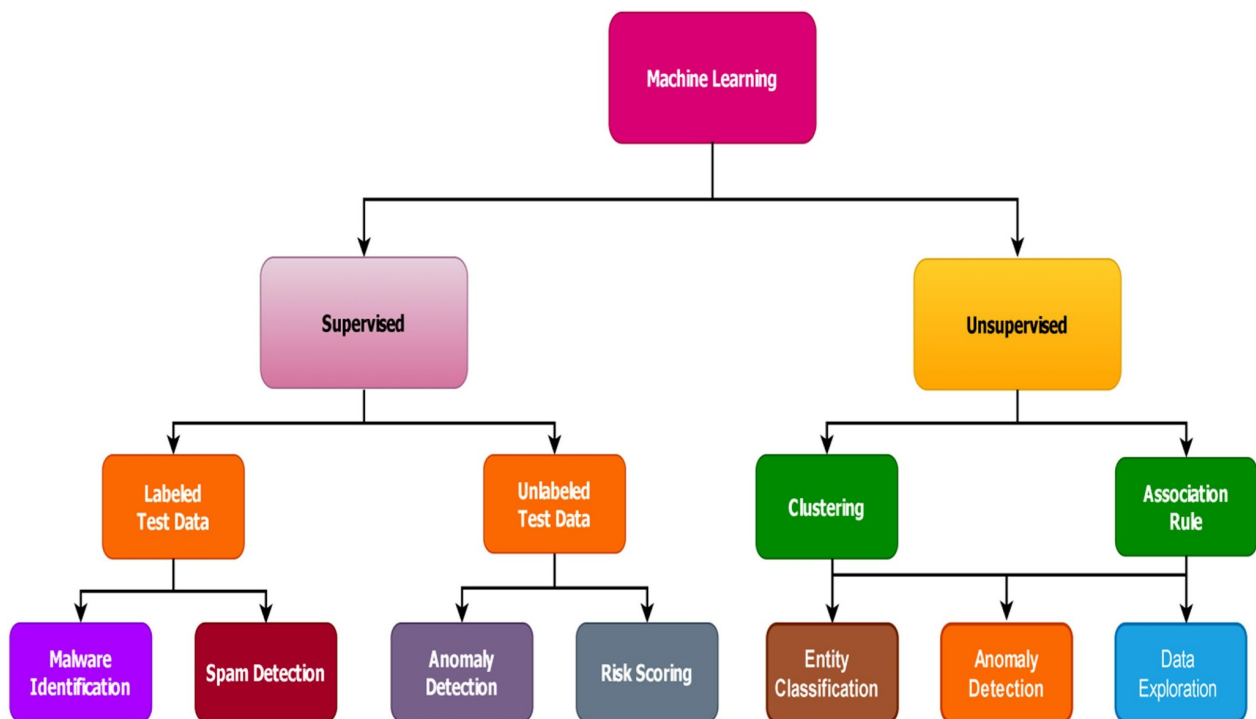 Machine Learning
Supervised
Unsupervised
Labeled
Test Data
Unlabeled
Test Data
Clustering
Association
Rule
Malware
Identification
Spam Detection
Anomaly
Detection
Risk Scoring
Entity
Classification
Anomaly
Detection
Data
Exploration